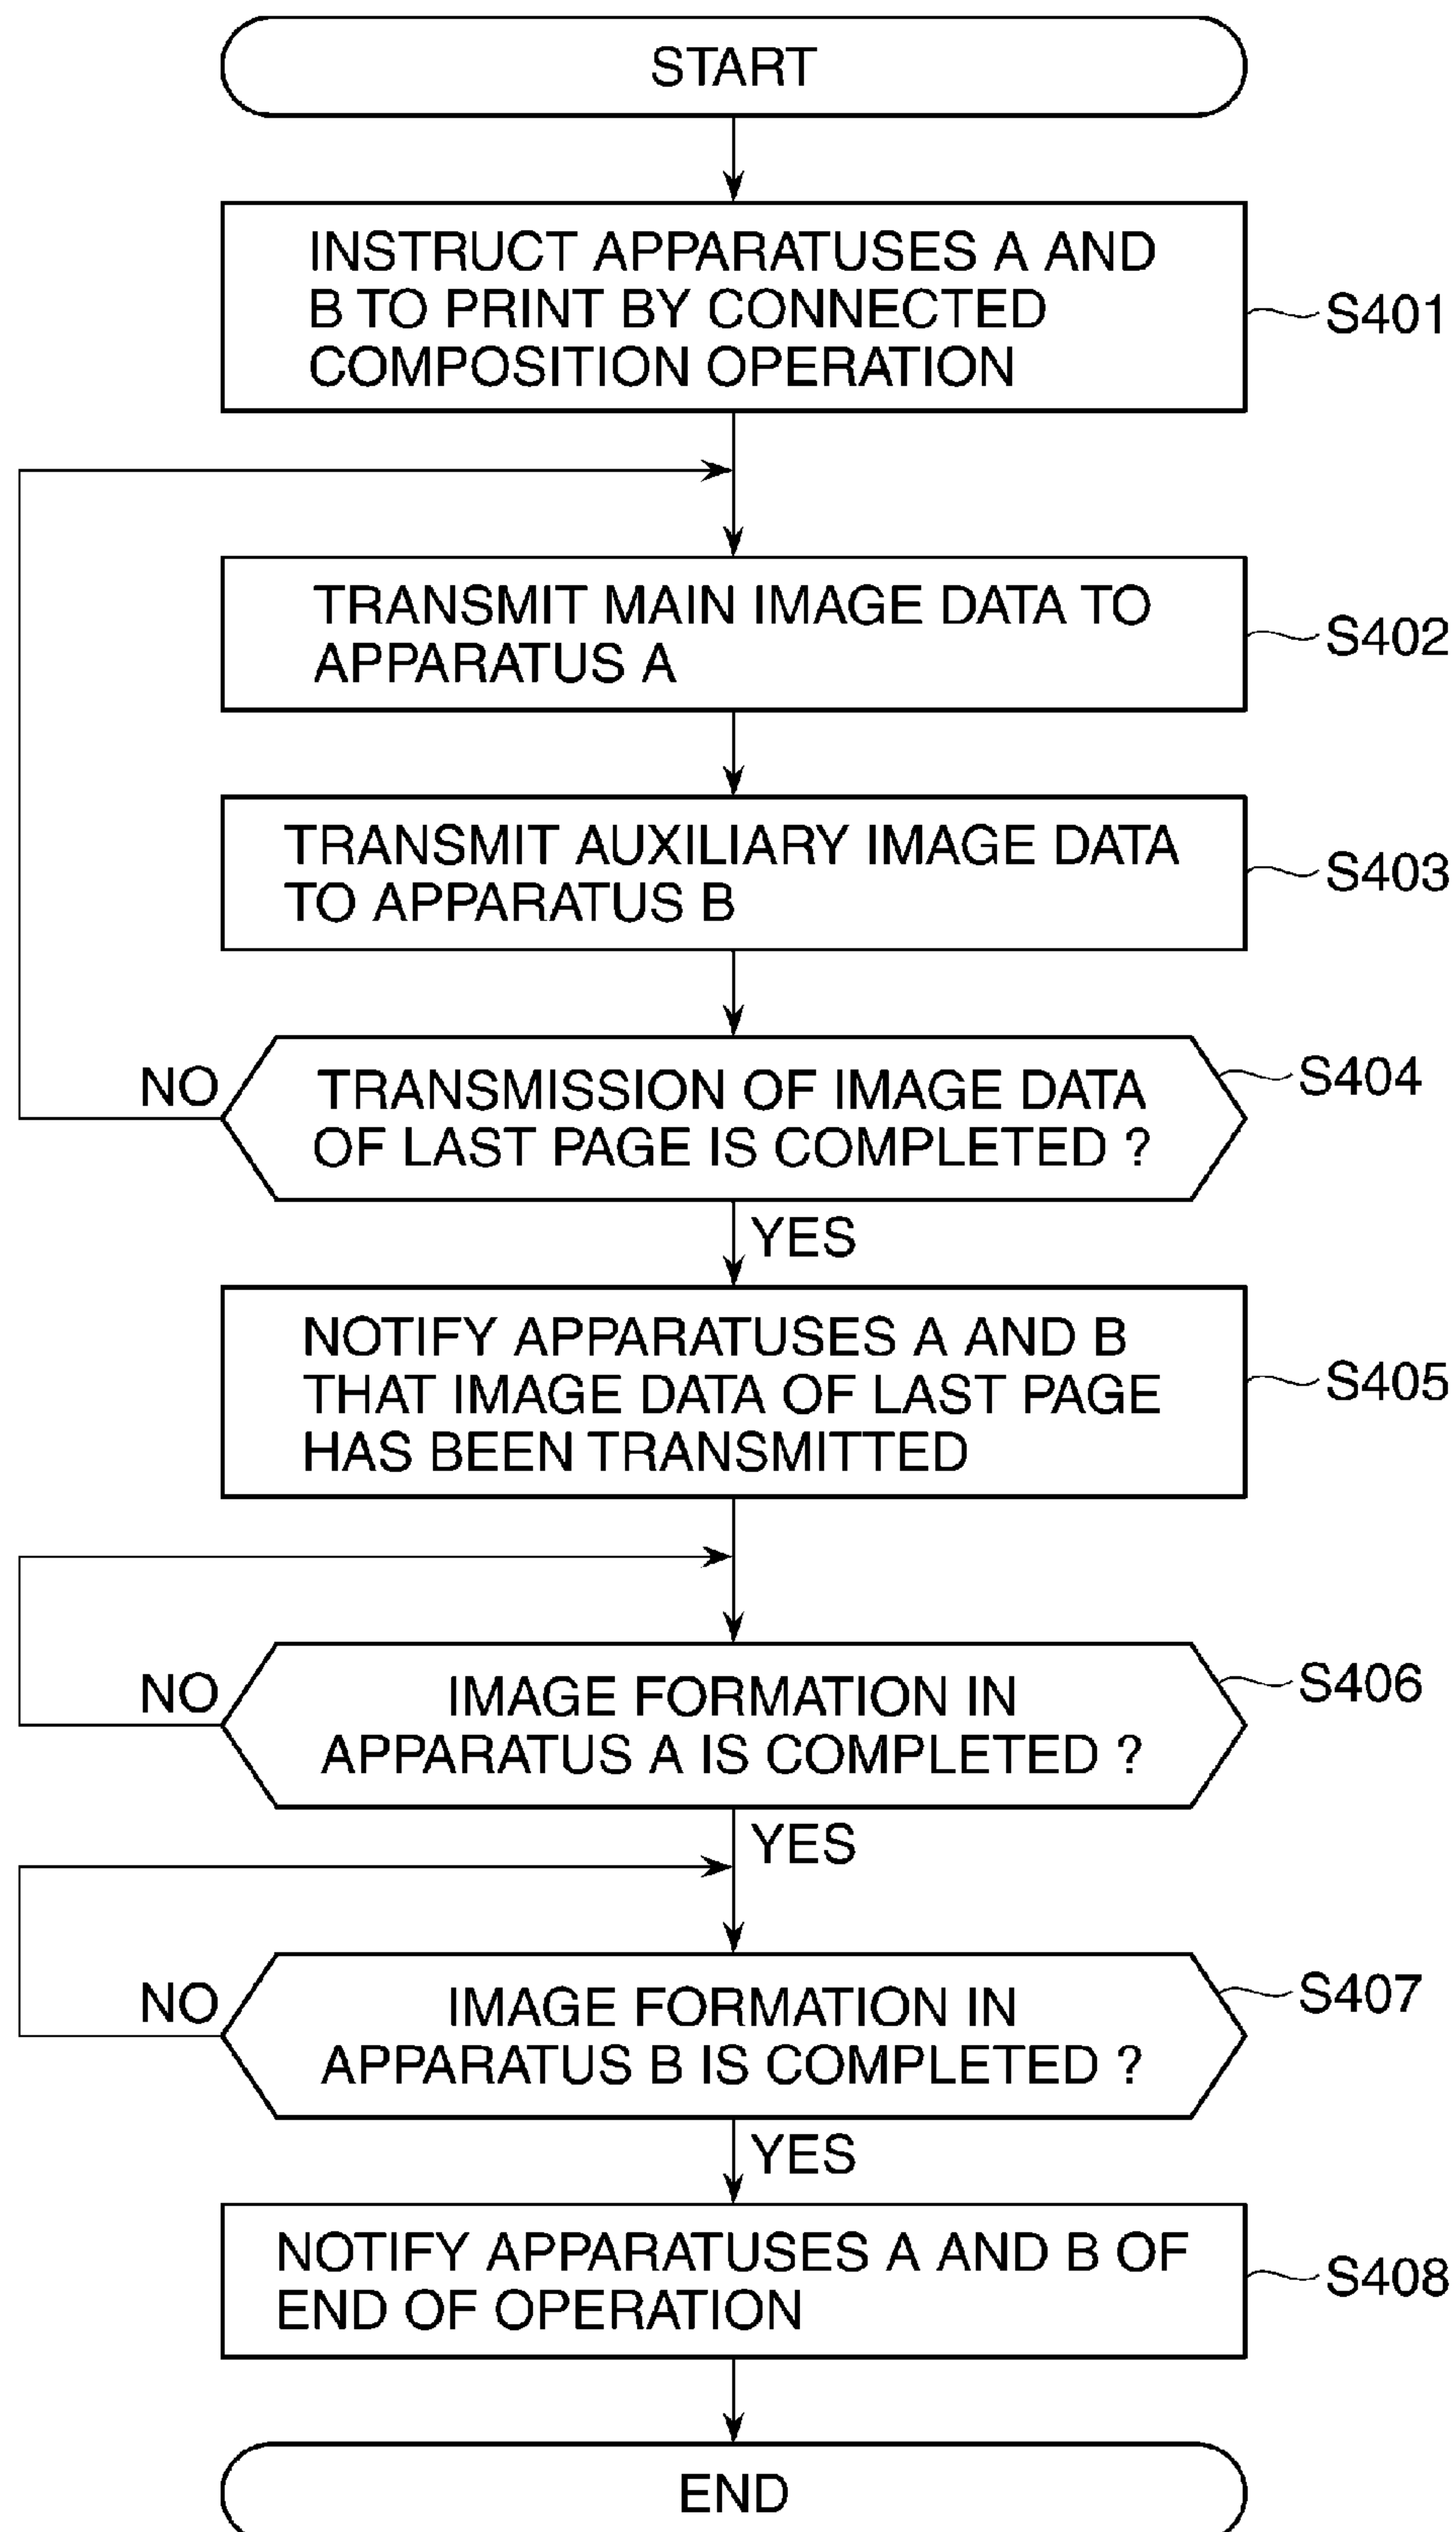 START
INSTRUCT APPARATUSES A AND
B TO PRINT BY CONNECTED
COMPOSITION OPERATION
S401
TRANSMIT MAIN IMAGE DATA TO
APPARATUS A
S402
TRANSMIT AUXILIARY IMAGE DATA
TO APPARATUS B
S403
NO
TRANSMISSION OF IMAGE DATA
OF LAST PAGE IS COMPLETED ?
S404
YES
NOTIFY APPARATUSES A AND B
THAT IMAGE DATA OF LAST PAGE
HAS BEEN TRANSMITTED
S405
NO
IMAGE FORMATION IN
APPARATUS A IS COMPLETED ?
S406
YES
NO
IMAGE FORMATION IN
APPARATUS B IS COMPLETED ?
S407
YES
NOTIFY APPARATUSES A AND B OF
END OF OPERATION
S408
END